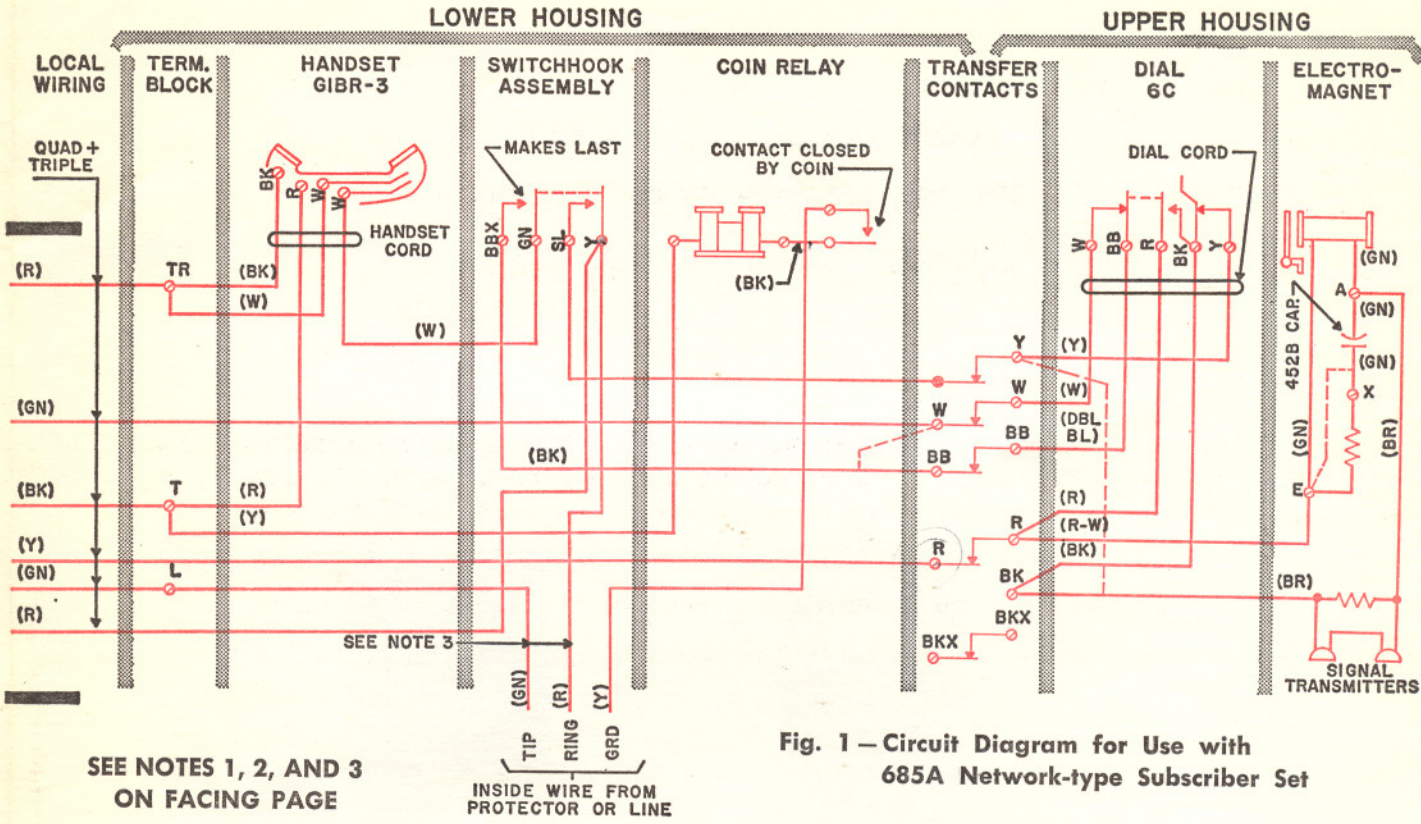 LOWER HOUSING
UPPER HOUSING
LOCAL WIRING
TERM. BLOCK
HANDSET GIBR-3
SWITCHHOOK ASSEMBLY
COIN RELAY
TRANSFER CONTACTS
DIAL 6C
ELECTRO-MAGNET
QUAD + TRIPLE
MAKES LAST
CONTACT CLOSED BY COIN
DIAL CORD
BK
R
W
W
HANDSET CORD
BBX
GN
SL
Y
(BK)
W
BB
R
BK
Y
(GN)
A
(GN)
452B CAP.
(GN)
X
(GN)
(BR)
E
(R)
TR
(BK)
(W)
(W)
Y
(Y)
W
(W)
(GN)
W
(DBL BL)
BB
(BK)
BB
(BK)
T
(R)
(Y)
(R)
R
(R-W)
(BK)
(Y)
R
(GN)
L
BK
(BR)
(R)
BKX
BKX
SEE NOTE 3
SIGNAL TRANSMITTERS
(GN)
(R)
(Y)
TIP
RING
GRD
INSIDE WIRE FROM
PROTECTOR OR LINE
SEE NOTES 1, 2, AND 3
ON FACING PAGE
Fig. 1 — Circuit Diagram for Use with
685A Network-type Subscriber Set